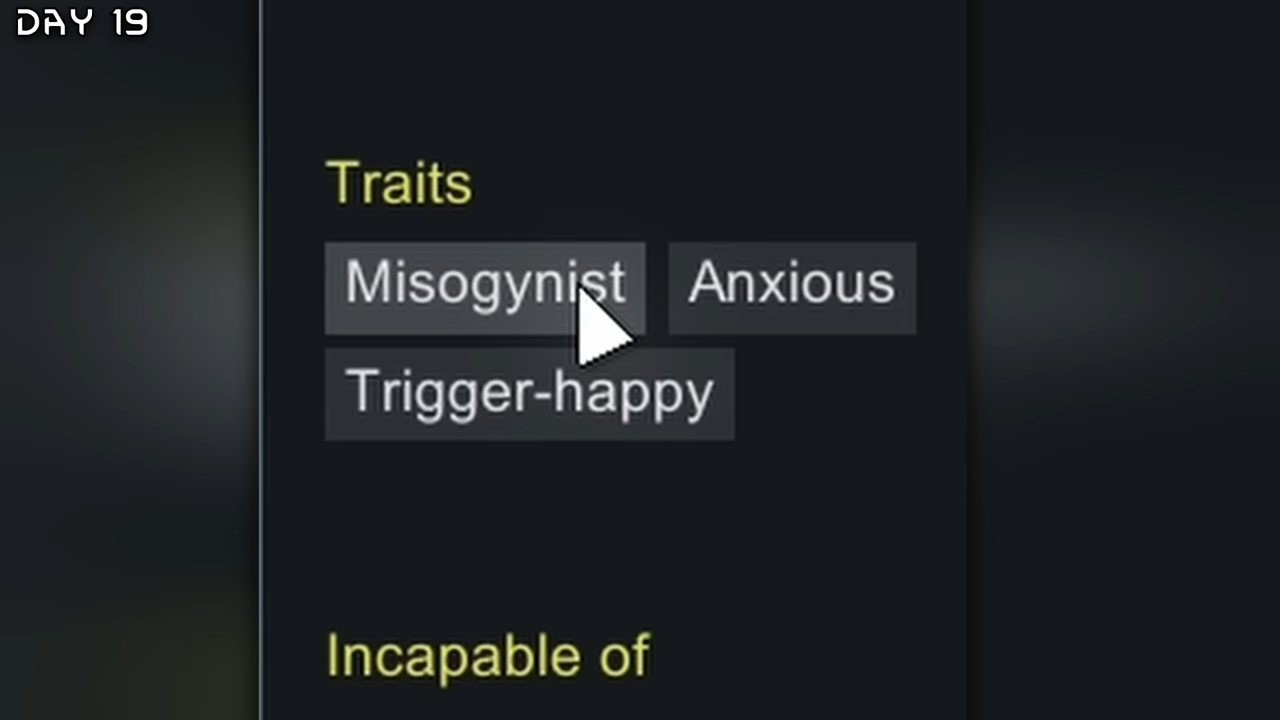 DAY 19
Traits
Misogynist Anxious
Trigger-happy
Incapable of